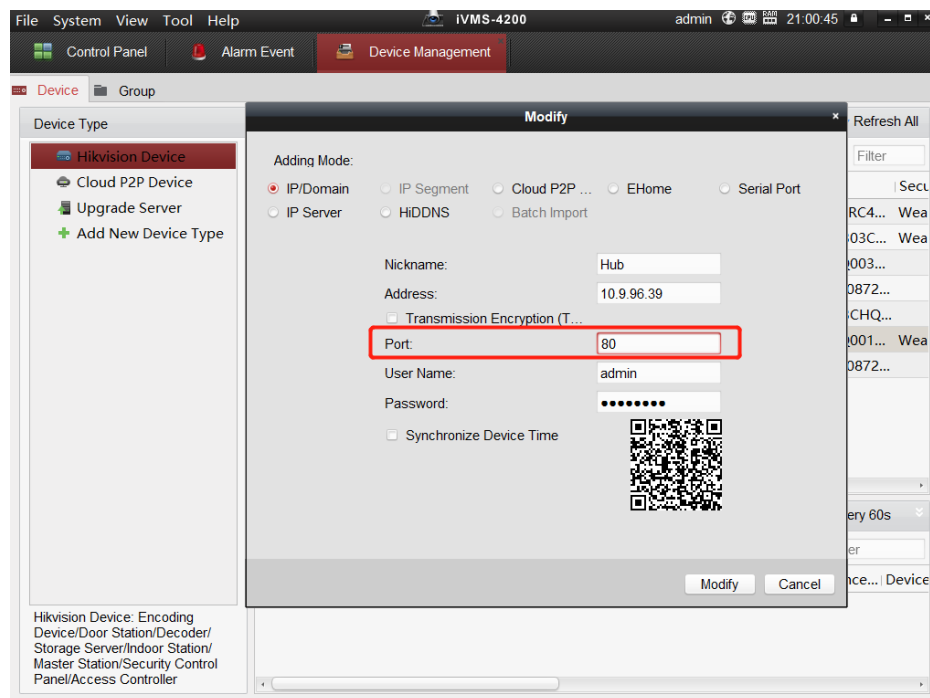 File System View Tool Help iVMS-4200 admin 21:00:45
Control Panel Alarm Event Device Management
Device Group
Device Type
Hikvision Device
Cloud P2P Device
Upgrade Server
Add New Device Type
Hikvision Device: Encoding
Device/Door Station/Decoder/
Storage Server/Indoor Station/
Master Station/Security Control
Panel/Access Controller
Modify
Adding Mode:
IP/Domain IP Segment Cloud P2P ... EHome Serial Port
IP Server HiDDNS Batch Import
Nickname: Hub
Address: 10.9.96.39
Transmission Encryption (T...
Port: 80
User Name: admin
Password: ●●●●●●●●
Synchronize Device Time
Modify Cancel
Refresh All
Filter
Secu
RC4... Wea
03C... Wea
003...
0872...
CHQ...
001... Wea
0872...
ery 60s
er
nce... Device